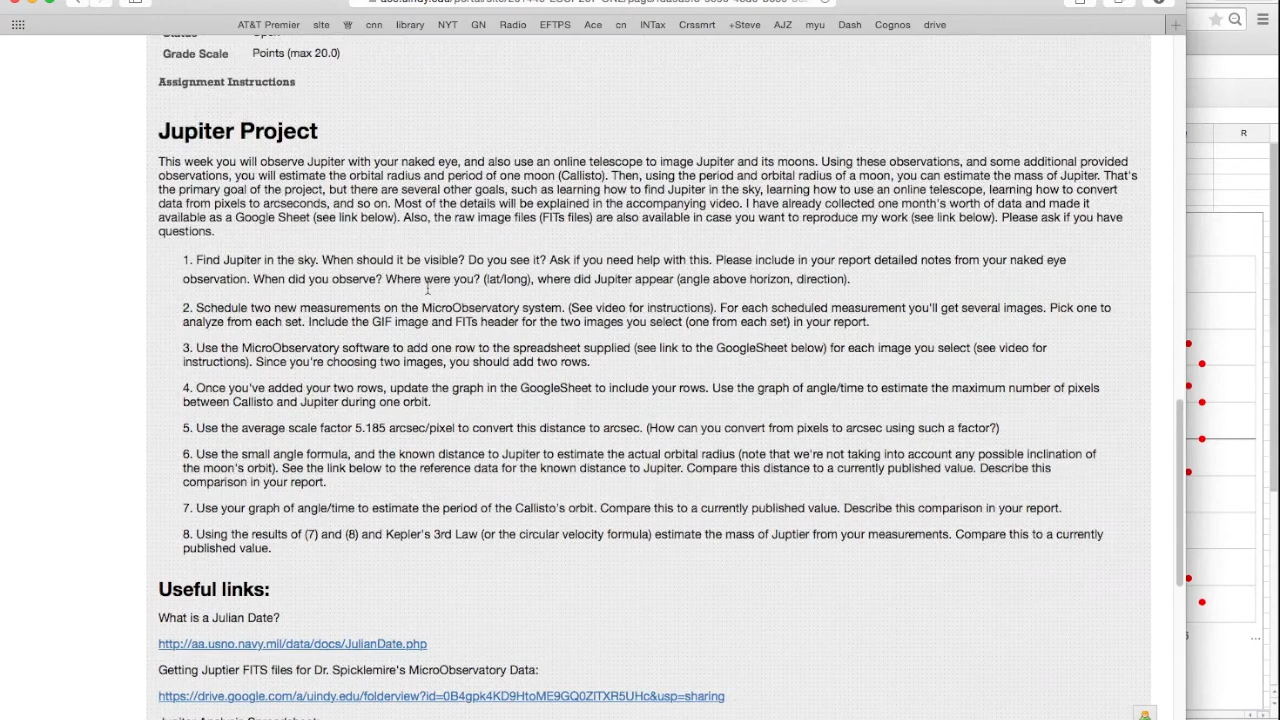 AT&T Premier site cnn library NYT GN Radio EFTPS Ace cn INTax Crssmrt +Steve AJZ myu Dash Cognos drive
Grade Scale Points (max 20.0)
R
Assignment Instructions
Jupiter Project
This week you will observe Jupiter with your naked eye, and also use an online telescope to image Jupiter and its moons. Using these observations, and some additional provided
observations, you will estimate the orbital radius and period of one moon (Callisto). Then, using the period and orbital radius of a moon, you can estimate the mass of Jupiter. That's
the primary goal of the project, but there are several other goals, such as learning how to find Jupiter in the sky, learning how to use an online telescope, learning how to convert
data from pixels to arcseconds, and so on. Most of the details will be explained in the accompanying video. I have already collected one month's worth of data and made it
available as a Google Sheet (see link below). Also, the raw image files (FITs files) are also available in case you want to reproduce my work (see link below). Please ask if you have
questions.
1. Find Jupiter in the sky. When should it be visible? Do you see it? Ask if you need help with this. Please include in your report detailed notes from your naked eye
observation. When did you observe? Where were you? (lat/long), where did Jupiter appear (angle above horizon, direction).
2. Schedule two new measurements on the MicroObservatory system. (See video for instructions). For each scheduled measurement you'll get several images. Pick one to
analyze from each set. Include the GIF image and FITs header for the two images you select (one from each set) in your report.
3. Use the MicroObservatory software to add one row to the spreadsheet supplied (see link to the GoogleSheet below) for each image you select (see video for
instructions). Since you're choosing two images, you should add two rows.
4. Once you've added your two rows, update the graph in the GoogleSheet to include your rows. Use the graph of angle/time to estimate the maximum number of pixels
between Callisto and Jupiter during one orbit.
5. Use the average scale factor 5.185 arcsec/pixel to convert this distance to arcsec. (How can you convert from pixels to arcsec using such a factor?)
6. Use the small angle formula, and the known distance to Jupiter to estimate the actual orbital radius (note that we're not taking into account any possible inclination
of the moon's orbit). See the link below to the reference data for the known distance to Jupiter. Compare this distance to a currently published value. Describe this
comparison in your report.
7. Use your graph of angle/time to estimate the period of the Callisto's orbit. Compare this to a currently published value. Describe this comparison in your report.
8. Using the results of (7) and (8) and Kepler's 3rd Law (or the circular velocity formula) estimate the mass of Juptier from your measurements. Compare this to a currently
published value.
Useful links:
What is a Julian Date?
http://aa.usno.navy.mil/data/docs/JulianDate.php
Getting Juptier FITS files for Dr. Spicklemire's MicroObservatory Data:
https://drive.google.com/a/uindy.edu/folderview?id=0B4gpk4KD9HtoME9GQ0ZlTXR5UHc&usp=sharing